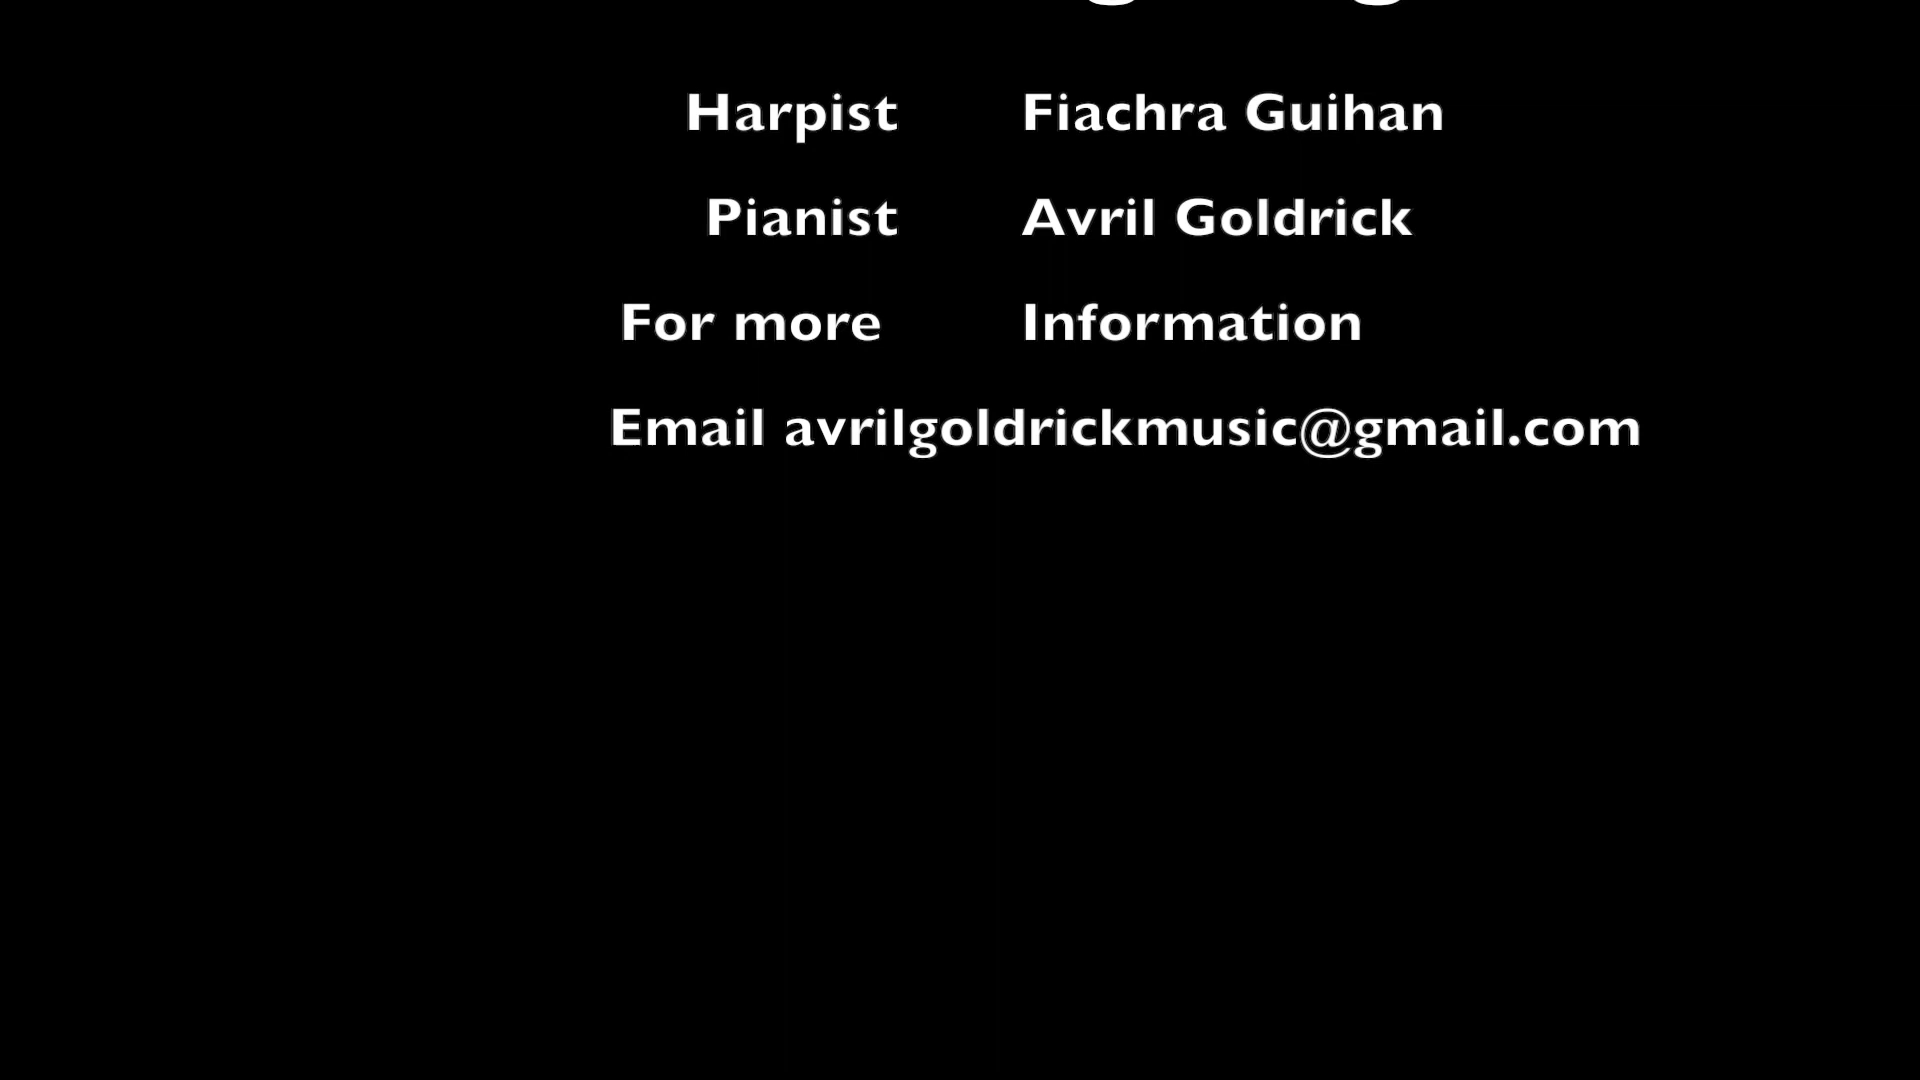 Harpist Fiachra Guihan
Pianist Avril Goldrick
For more Information
Email avrilgoldrickmusic@gmail.com